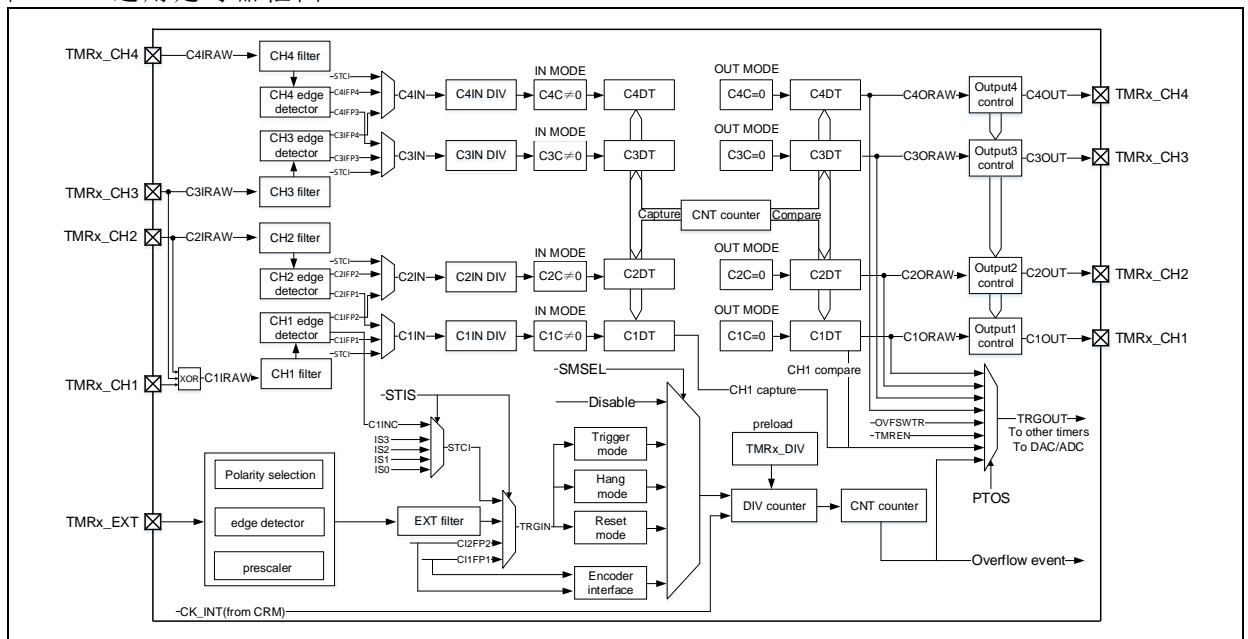 TMRx_CH4
C4IRAW
CH4 filter
CH4 edge
detector
STCI
C4IFP4
C4IFP3
C4IN
C4IN DIV
IN MODE
C4C≠0
C4DT
OUT MODE
C4C=0
C4DT
C4ORAW
Output4
control
C4OUT
TMRx_CH4
CH3 edge
detector
C3IFP4
C3IFP3
STCI
C3IN
C3IN DIV
C3C≠0
C3DT
C3C=0
C3DT
C3ORAW
Output3
control
C3OUT
TMRx_CH3
TMRx_CH3
C3IRAW
CH3 filter
Capture
CNT counter
Compare
TMRx_CH2
C2IRAW
CH2 filter
CH2 edge
detector
STCI
C2IFP2
C2IFP1
C2IN
C2IN DIV
IN MODE
C2C≠0
C2DT
OUT MODE
C2C=0
C2DT
C2ORAW
Output2
control
C2OUT
TMRx_CH2
CH1 edge
detector
C1IFP2
C1IFP1
STCI
C1IN
C1IN DIV
IN MODE
C1C≠0
C1DT
OUT MODE
C1C=0
C1DT
C1ORAW
Output1
control
C1OUT
TMRx_CH1
TMRx_CH1
XOR
C1IRAW
CH1 filter
SMSEL
CH1 compare
CH1 capture
STIS
Disable
C1INC
IS3
IS2
IS1
IS0
STCI
Trigger
mode
preload
TMRx_DIV
OVFSWTR
TMREN
TRGOUT
To other timers
To DAC/ADC
PTOS
Polarity selection
edge detector
prescaler
TMRx_EXT
EXT filter
CI2FP2
CI1FP1
TRGIN
Hang
mode
Reset
mode
Encoder
interface
DIV counter
CNT counter
Overflow event
CK_INT(from CRM)